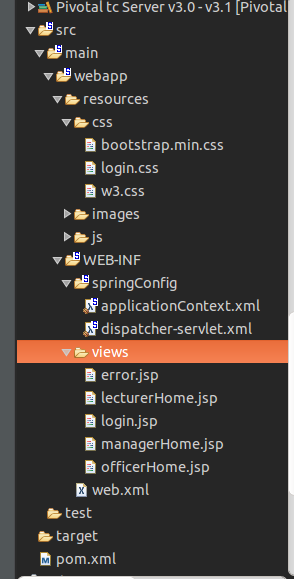 Pivotal tc Server v3.0 - v3.1 [Pivotal
src
main
webapp
resources
css
bootstrap.min.css
login.css
w3.css
images
js
WEB-INF
springConfig
applicationContext.xml
dispatcher-servlet.xml
views
error.jsp
lecturerHome.jsp
login.jsp
managerHome.jsp
officerHome.jsp
web.xml
test
target
pom.xml